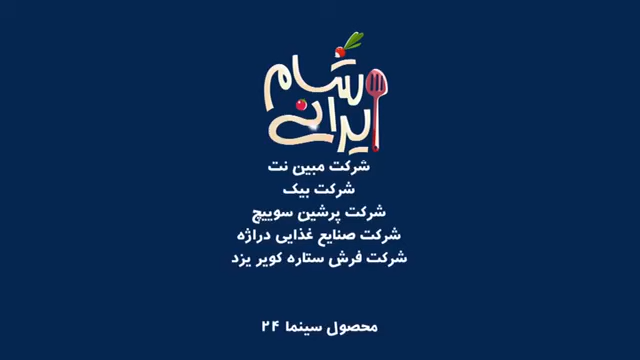 شام
ایرانی
شرکت مبین نت
شرکت بیک
شرکت پرشین سوییچ
شرکت صنایع غذایی دراژه
شرکت فرش ستاره کویر یزد
محصول سینما ۲۴